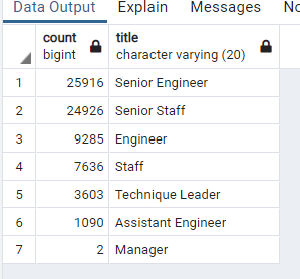 Data Output Explain Messages No
count title
bigint character varying (20)
1 25916 Senior Engineer
2 24926 Senior Staff
3 9285 Engineer
4 7636 Staff
5 3603 Technique Leader
6 1090 Assistant Engineer
7 2 Manager